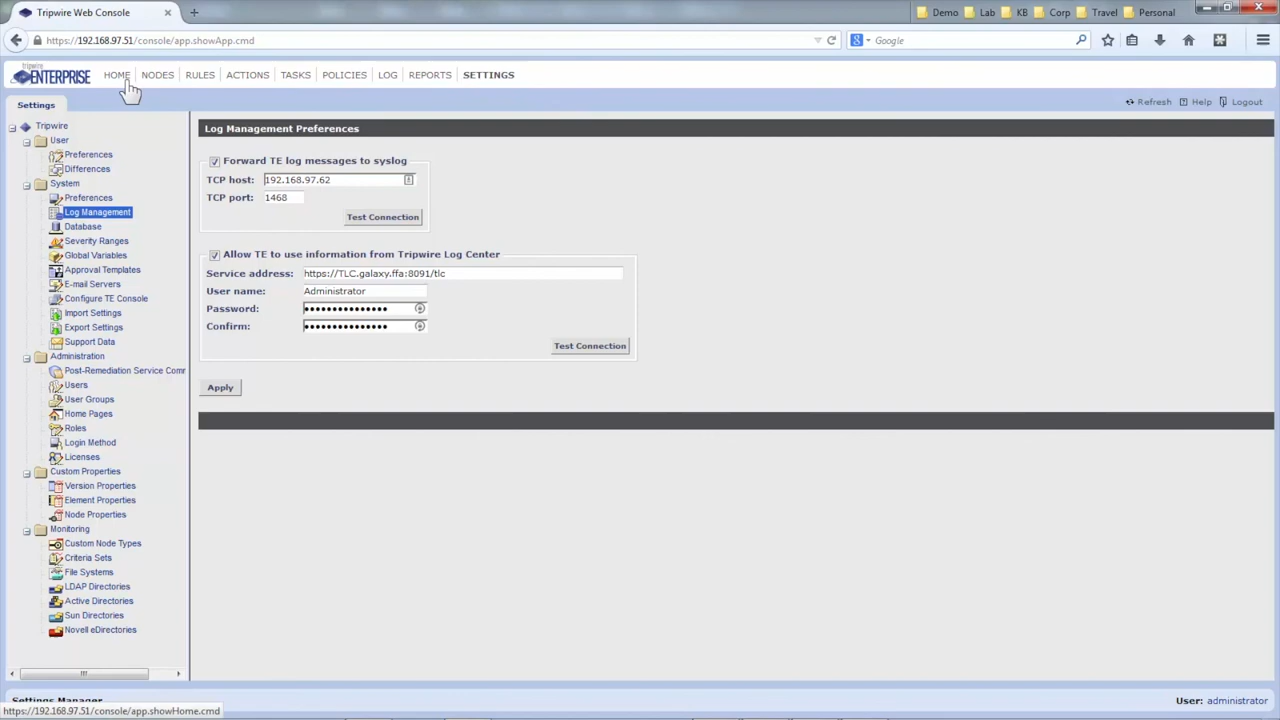 Tripwire Web Console
Demo
Lab
KB
Corp
Travel
Personal
https://192.168.97.51/console/app.showApp.cmd
Google
tripwire
ENTERPRISE
HOME
NODES
RULES
ACTIONS
TASKS
POLICIES
LOG
REPORTS
SETTINGS
Settings
Refresh
Help
Logout
Tripwire
User
Preferences
Differences
System
Preferences
Log Management
Database
Severity Ranges
Global Variables
Approval Templates
E-mail Servers
Configure TE Console
Import Settings
Export Settings
Support Data
Administration
Post-Remediation Service Comr
Users
User Groups
Home Pages
Roles
Login Method
Licenses
Custom Properties
Version Properties
Element Properties
Node Properties
Monitoring
Custom Node Types
Criteria Sets
File Systems
LDAP Directories
Active Directories
Sun Directories
Novell eDirectories
Log Management Preferences
Forward TE log messages to syslog
TCP host: 192.168.97.62
TCP port: 1468
Test Connection
Allow TE to use information from Tripwire Log Center
Service address: https://TLC.galaxy.ffa:8091/tlc
User name: Administrator
Password: •••••••••••••••
Confirm: •••••••••••••••
Test Connection
Apply
Settings Manager
https://192.168.97.51/console/app.showHome.cmd
User: administrator